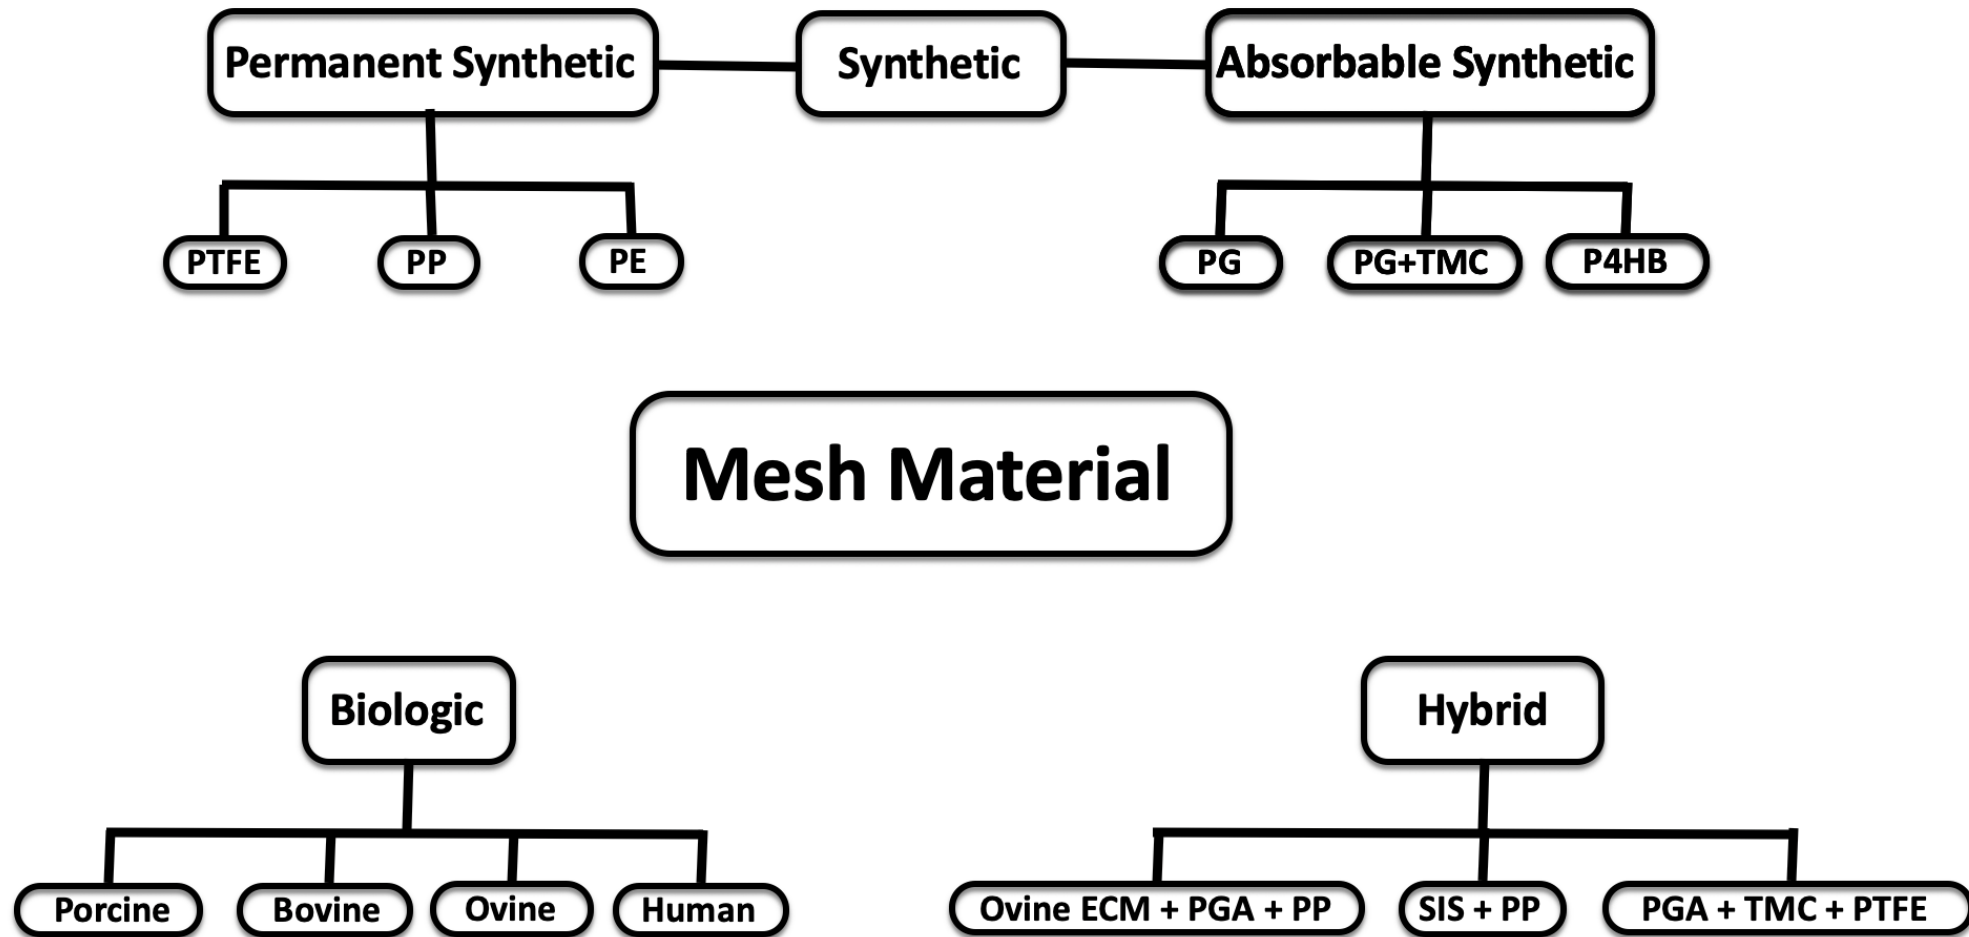 Permanent Synthetic
Synthetic
Absorbable Synthetic
PTFE
PP
PE
PG
PG+TMC
P4HB
Mesh Material
Biologic
Hybrid
Porcine
Bovine
Ovine
Human
Ovine ECM + PGA + PP
SIS + PP
PGA + TMC + PTFE